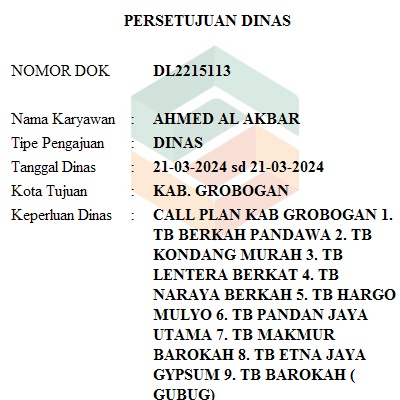 PERSETUJUAN DINAS
NOMOR DOK DL2215113
Nama Karyawan : AHMED AL AKBAR
Tipe Pengajuan : DINAS
Tanggal Dinas : 21-03-2024 sd 21-03-2024
Kota Tujuan : KAB. GROBOGAN
Keperluan Dinas : CALL PLAN KAB GROBOGAN 1.
TB BERKAH PANDAWA 2. TB
KONDANG MURAH 3. TB
LENTERA BERKAT 4. TB
NARAYA BERKAH 5. TB HARGO
MULYO 6. TB PANDAN JAYA
UTAMA 7. TB MAKMUR
BAROKAH 8. TB ETNA JAYA
GYPSUM 9. TB BAROKAH (
GUBUG)